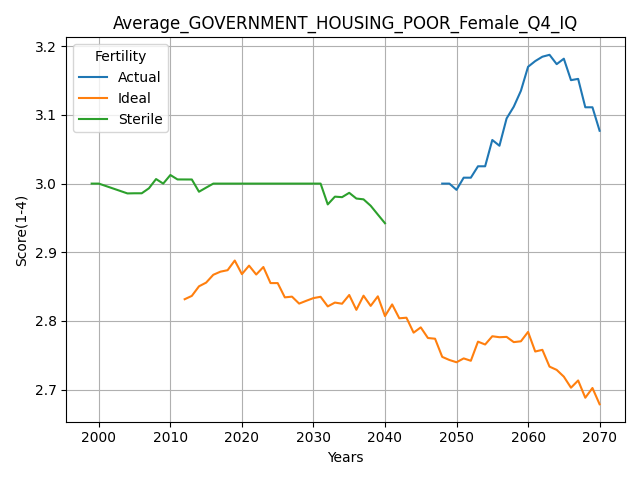 Average_GOVERNMENT_HOUSING_POOR_Female_Q4_IQ
Fertility
Actual
Ideal
Sterile
Score(1-4)
3.2
3.1
3.0
2.9
2.8
2.7
2000 2010 2020 2030 2040 2050 2060 2070
Years